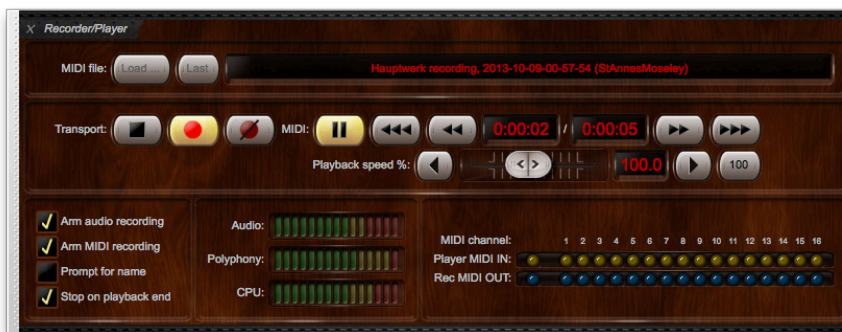 X Recorder/Player
MIDI file: Load ... Last Hauptwerk recording, 2013-10-09-00-57-54 (StAnnesMoseley)
Transport: MIDI: 0:00:02 / 0:00:05
Playback speed %: 100.0 100
Arm audio recording
Arm MIDI recording
Prompt for name
Stop on playback end
Audio:
Polyphony:
CPU:
MIDI channel: 1 2 3 4 5 6 7 8 9 10 11 12 13 14 15 16
Player MIDI IN:
Rec MIDI OUT: